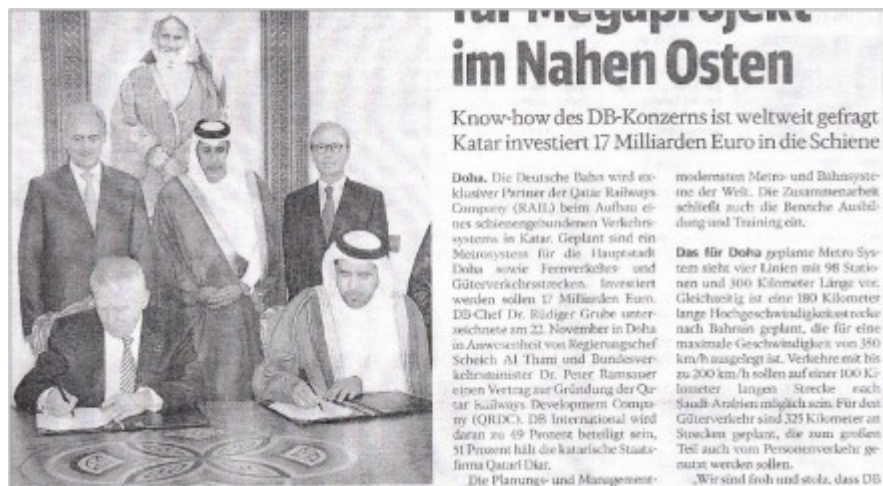 für Megaprojekt
im Nahen Osten
Know-how des DB-Konzerns ist weltweit gefragt
Katar investiert 17 Milliarden Euro in die Schiene
Doha. Die Deutsche Bahn wird ex-
klusiver Partner der Qatar Railways
Company (RAIL) beim Aufbau ei-
nes schienengebundenen Verkehrs-
systems in Katar. Geplant sind ein
Metrosystem für die Hauptstadt
Doha sowie Fernverkehrs- und
Güterverkehrsstrecken. Investiert
werden sollen 17 Milliarden Euro.
DB-Chef Dr. Rüdiger Grube unter-
zeichnete am 22. November in Doha
in Anwesenheit von Regierungschef
Scheich Al Thani und Bundesver-
kehrsminister Dr. Peter Ramsauer
einen Vertrag zur Gründung der Qa-
tar Railways Development Compa-
ny (QRDC). DB International wird
daran zu 49 Prozent beteiligt sein,
51 Prozent hält die katarische Staats-
firma Qatari Diar.
Die Planungs- und Management-
modernsten Metro- und Bahnsyste-
me der Welt. Die Zusammenarbeit
schließt auch die Bereiche Ausbil-
dung und Training ein.
Das für Doha geplante Metro-Sys-
tem sieht vier Linien mit 98 Statio-
nen und 300 Kilometer Länge vor.
Gleichzeitig ist eine 180 Kilometer
lange Hochgeschwindigkeitsstrecke
nach Bahrain geplant, die für eine
maximale Geschwindigkeit von 350
km/h ausgelegt ist. Verkehre mit bis
zu 200 km/h sollen auf einer 100 Ki-
lometer langen Strecke nach
Saudi-Arabien möglich sein. Für den
Güterverkehr sind 325 Kilometer an
Strecken geplant, die zum großen
Teil auch vom Personenverkehr ge-
nutzt werden sollen.
„Wir sind froh und stolz, dass DB